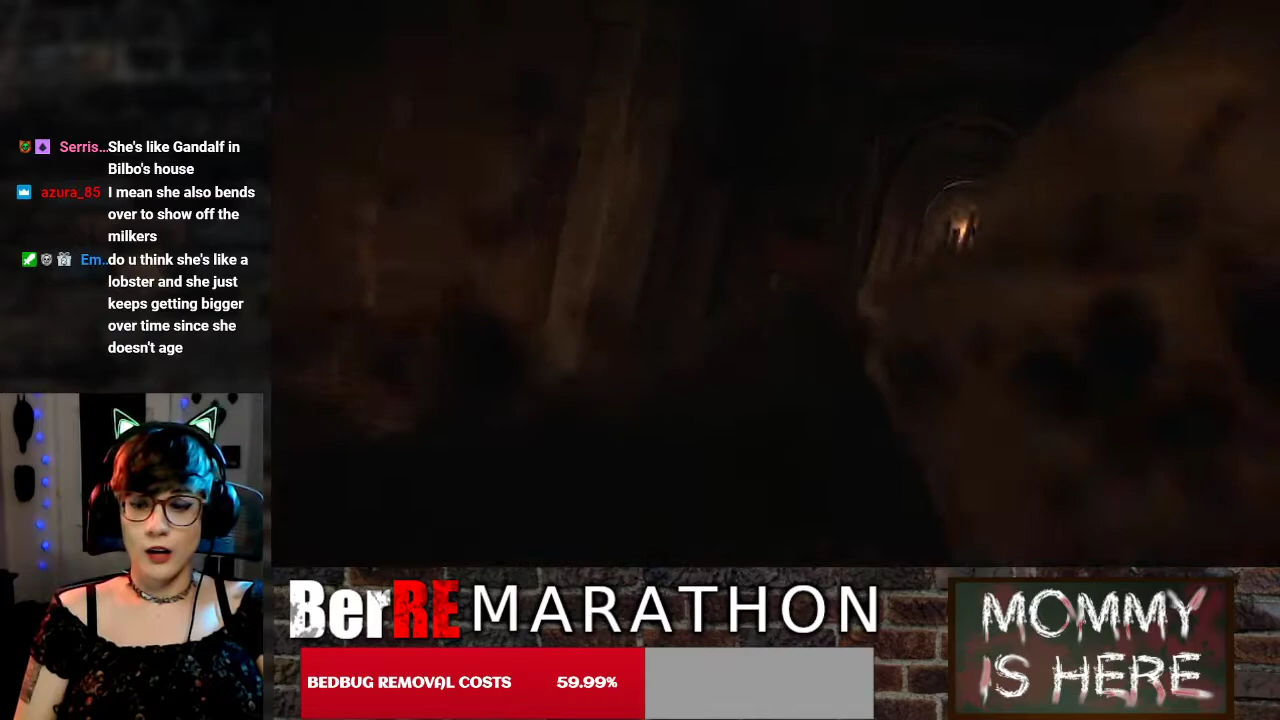 Serris… She's like Gandalf in
Bilbo's house
azura_85 I mean she also bends
over to show off the
milkers
Em.. do u think she's like a
lobster and she just
keeps getting bigger
over time since she
doesn't age
BerRE MARATHON
BEDBUG REMOVAL COSTS 59.99%
MOMMY
IS HERE